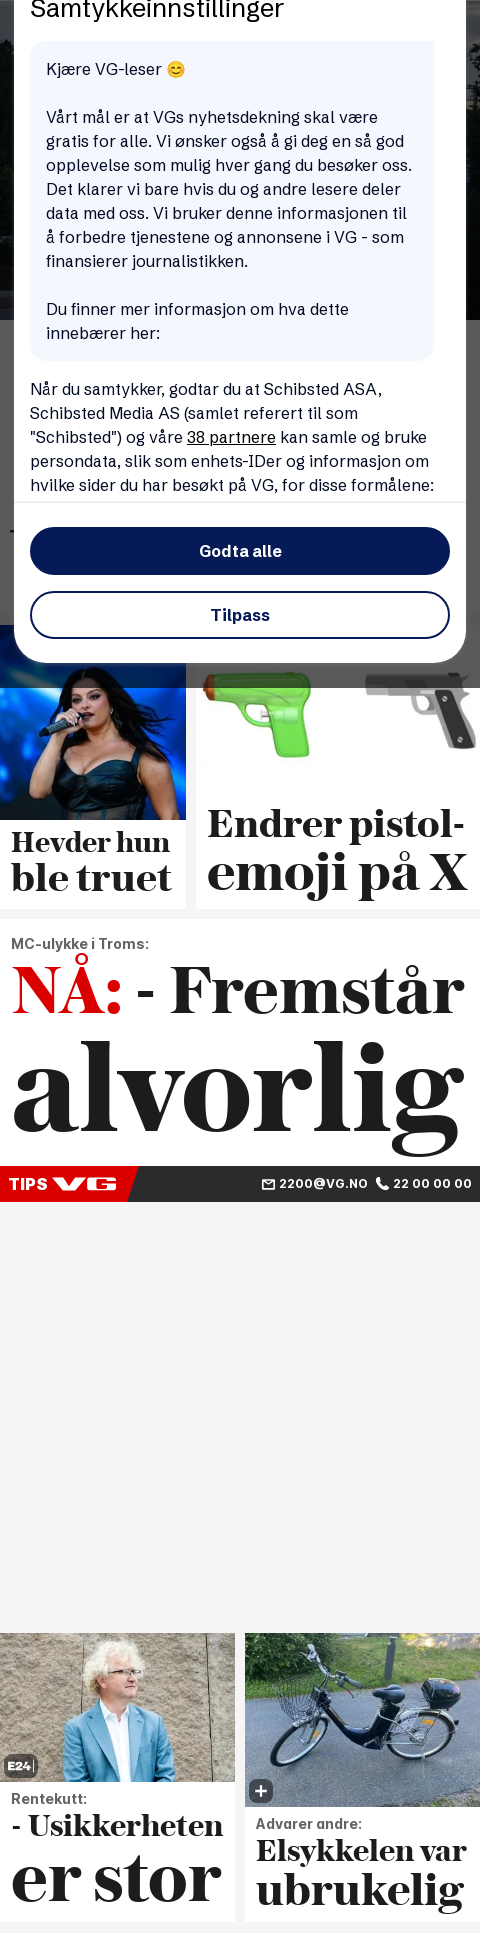 Samtykkeinnstillinger
Kjære VG-leser 😊
Vårt mål er at VGs nyhetsdekning skal være
gratis for alle. Vi ønsker også å gi deg en så god
opplevelse som mulig hver gang du besøker oss.
Det klarer vi bare hvis du og andre lesere deler
data med oss. Vi bruker denne informasjonen til
å forbedre tjenestene og annonsene i VG - som
finansierer journalistikken.
Du finner mer informasjon om hva dette
innebærer her:
Når du samtykker, godtar du at Schibsted ASA,
Schibsted Media AS (samlet referert til som
"Schibsted") og våre 38 partnere kan samle og bruke
persondata, slik som enhets-IDer og informasjon om
hvilke sider du har besøkt på VG, for disse formålene:
Godta alle
Tilpass
Hevder hun
ble truet
Endrer pistol-
emoji på X
MC-ulykke i Troms:
NÅ: - Fremstår
alvorlig
TIPS VG
2200@VG.NO 22 00 00 00
E24
Rentekutt:
- Usikkerheten
er stor
+
Advarer andre:
Elsykkelen var
ubrukelig